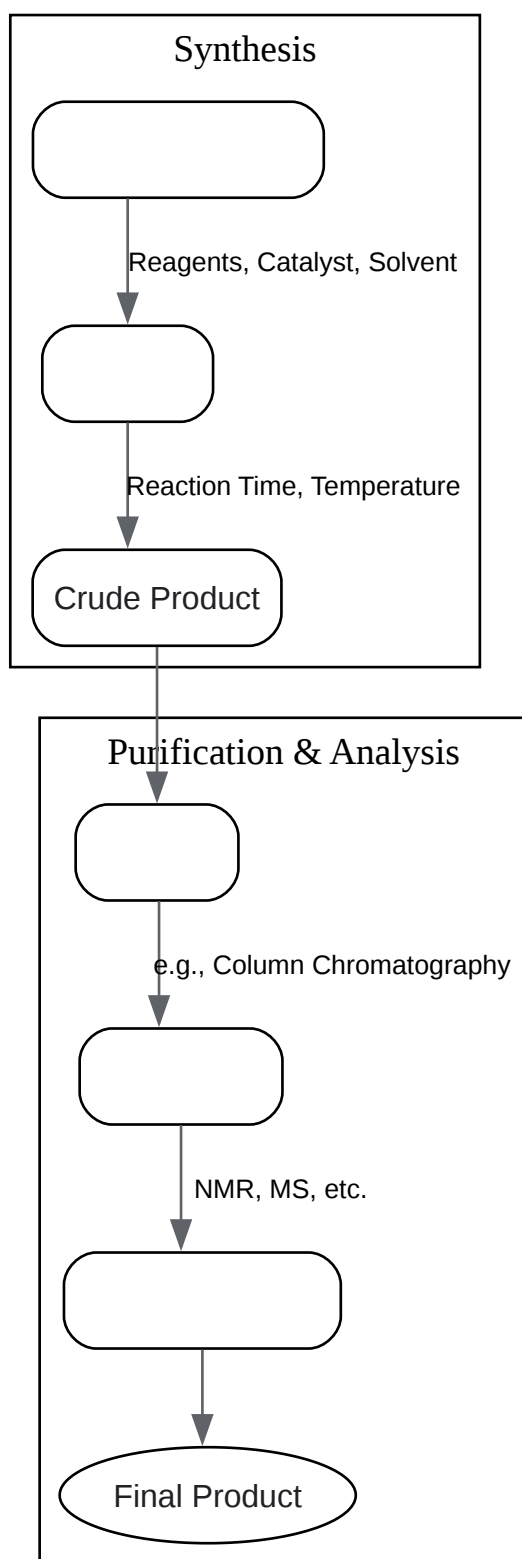 Synthesis
Reagents, Catalyst, Solvent
Reaction Time, Temperature
Crude Product
Purification & Analysis
e.g., Column Chromatography
NMR, MS, etc.
Final Product